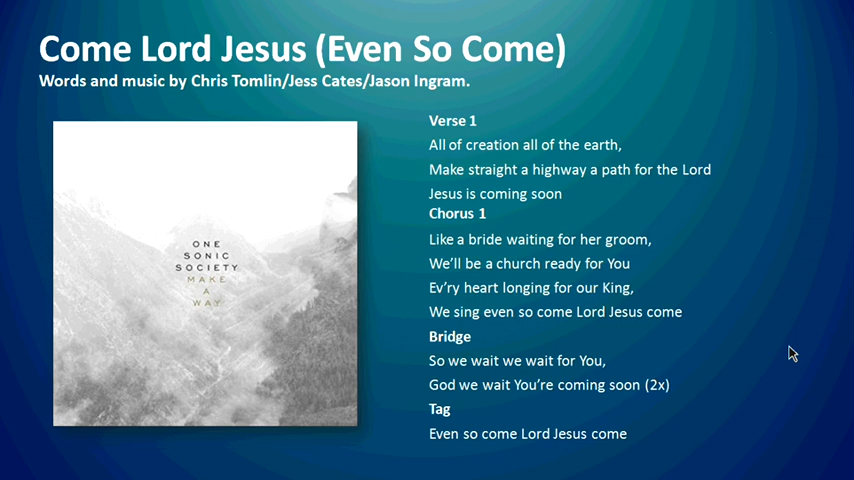 Come Lord Jesus (Even So Come)
Words and music by Chris Tomlin/Jess Cates/Jason Ingram.
ONE
SONIC
SOCIETY
MAKE
A
WAY
Verse 1
All of creation all of the earth,
Make straight a highway a path for the Lord
Jesus is coming soon
Chorus 1
Like a bride waiting for her groom,
We'll be a church ready for You
Ev'ry heart longing for our King,
We sing even so come Lord Jesus come
Bridge
So we wait we wait for You,
God we wait You're coming soon (2x)
Tag
Even so come Lord Jesus come